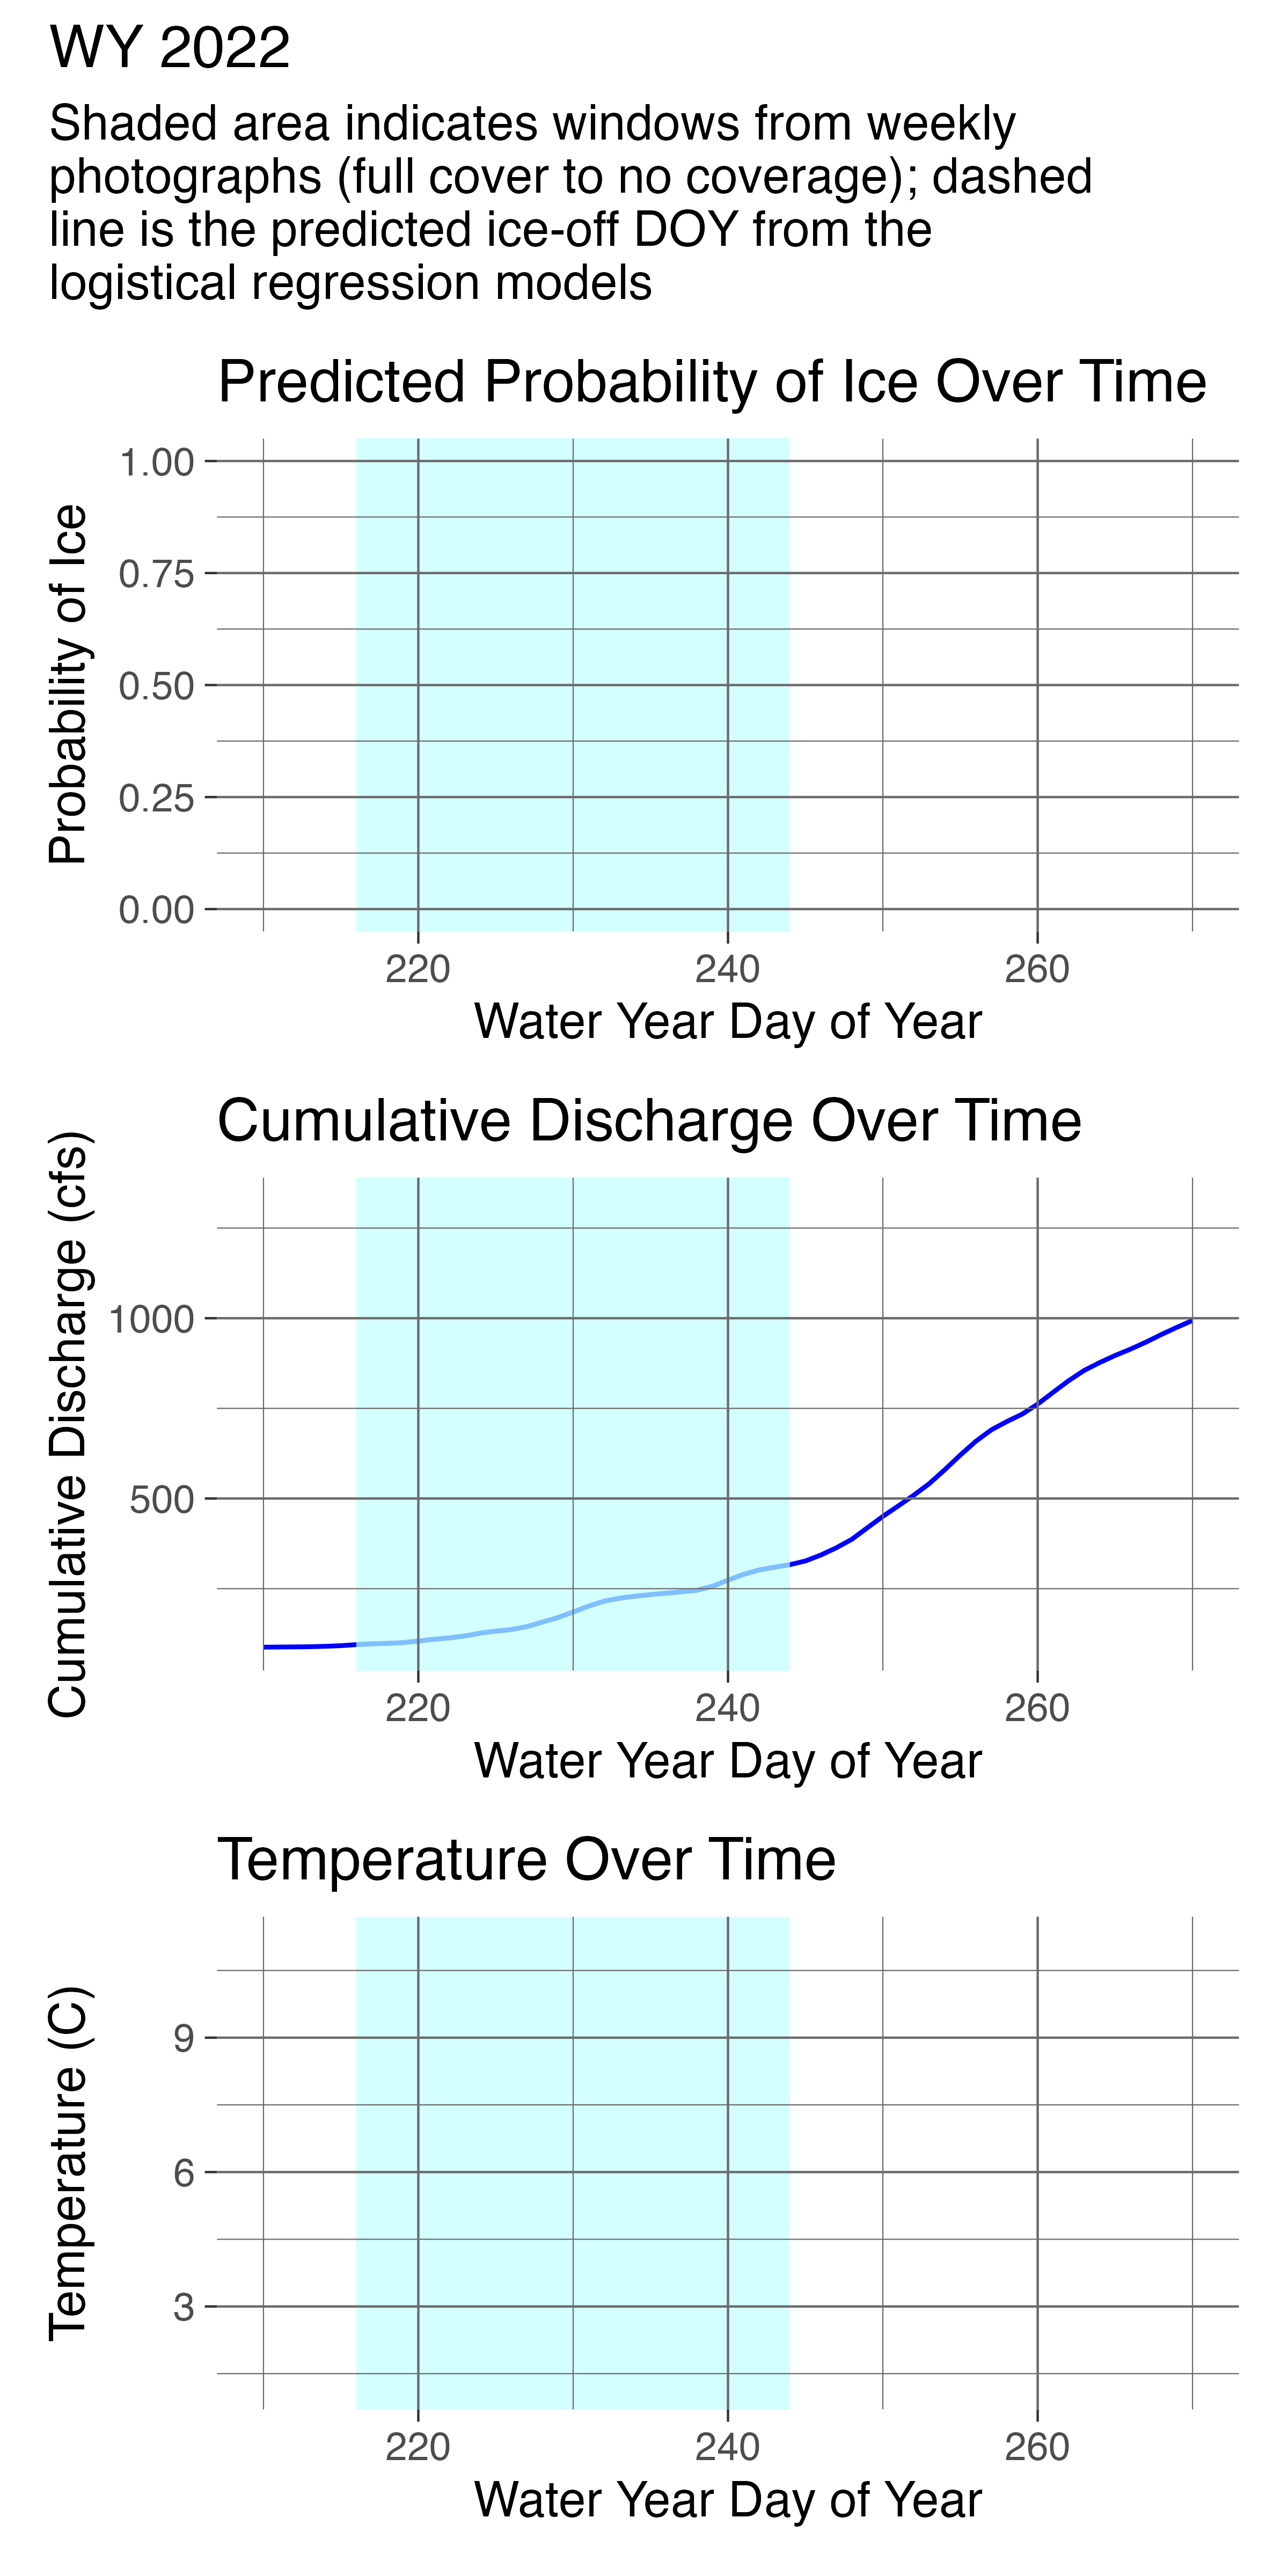 WY 2022
Shaded area indicates windows from weekly
photographs (full cover to no coverage); dashed
line is the predicted ice-off DOY from the
logistical regression models
Predicted Probability of Ice Over Time
Probability of Ice
1.00
0.75
0.50
0.25
0.00
220 240 260
Water Year Day of Year
Cumulative Discharge Over Time
Cumulative Discharge (cfs)
1000
500
220 240 260
Water Year Day of Year
Temperature Over Time
Temperature (C)
9
6
3
220 240 260
Water Year Day of Year